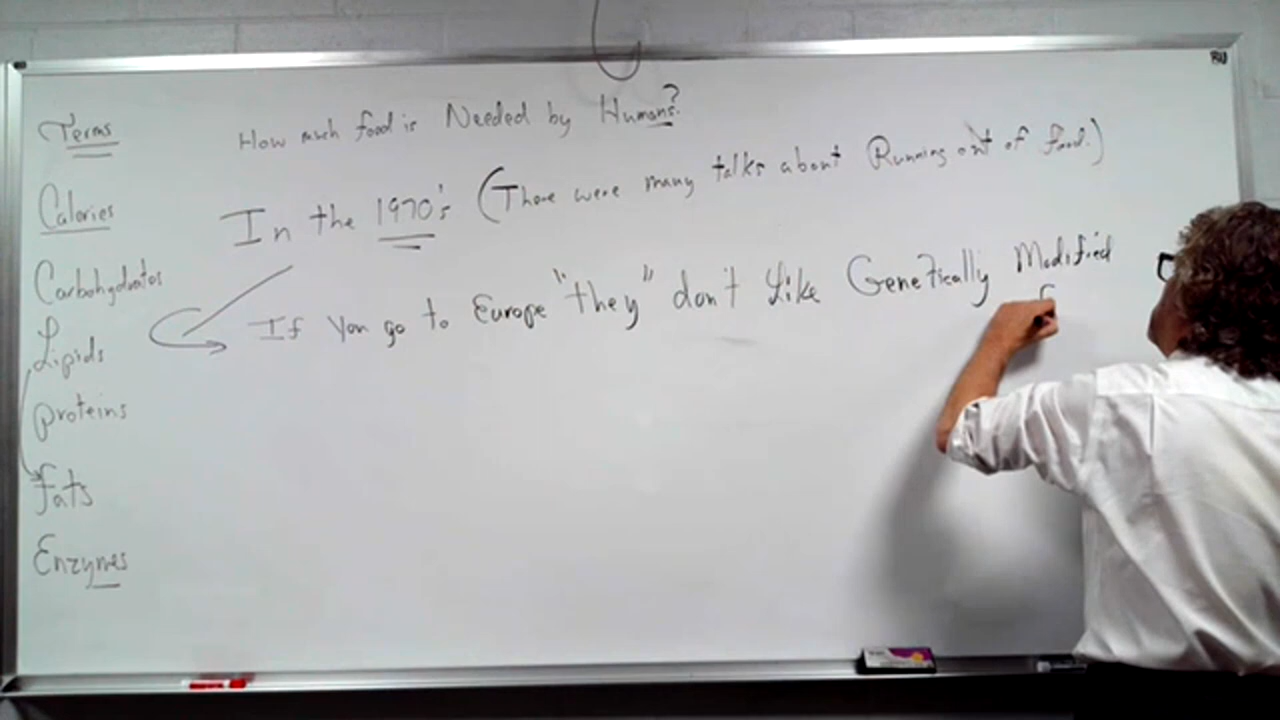 Terms
Calories
Carbohydrates
Lipids
Proteins
Fats
Enzymes
How much food is Needed by Humans?
In the 1970's (There were many talks about Running out of food.)
If you go to Europe "they" don't Like Genetically Modified
F
BU